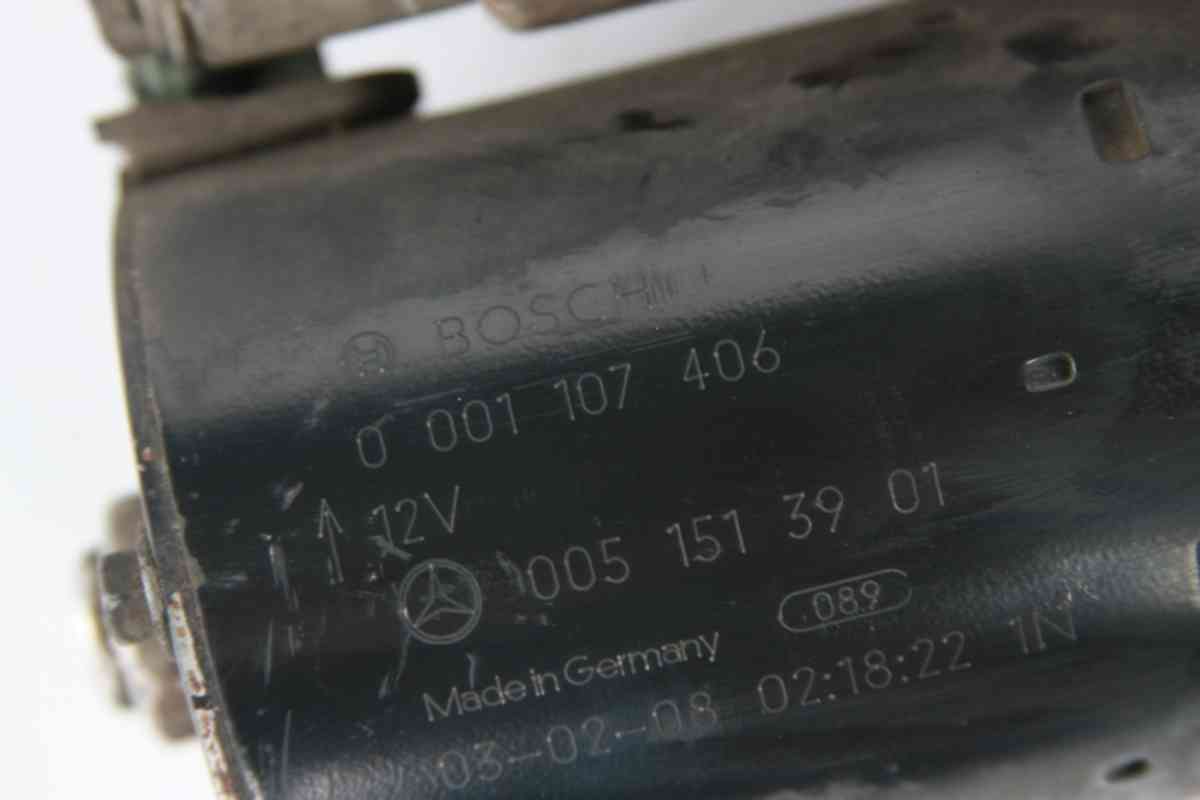 BOSCH
0 001 107 406
12V
005 151 39 01
089
Made in Germany
03-02-08 02:18:22 1N